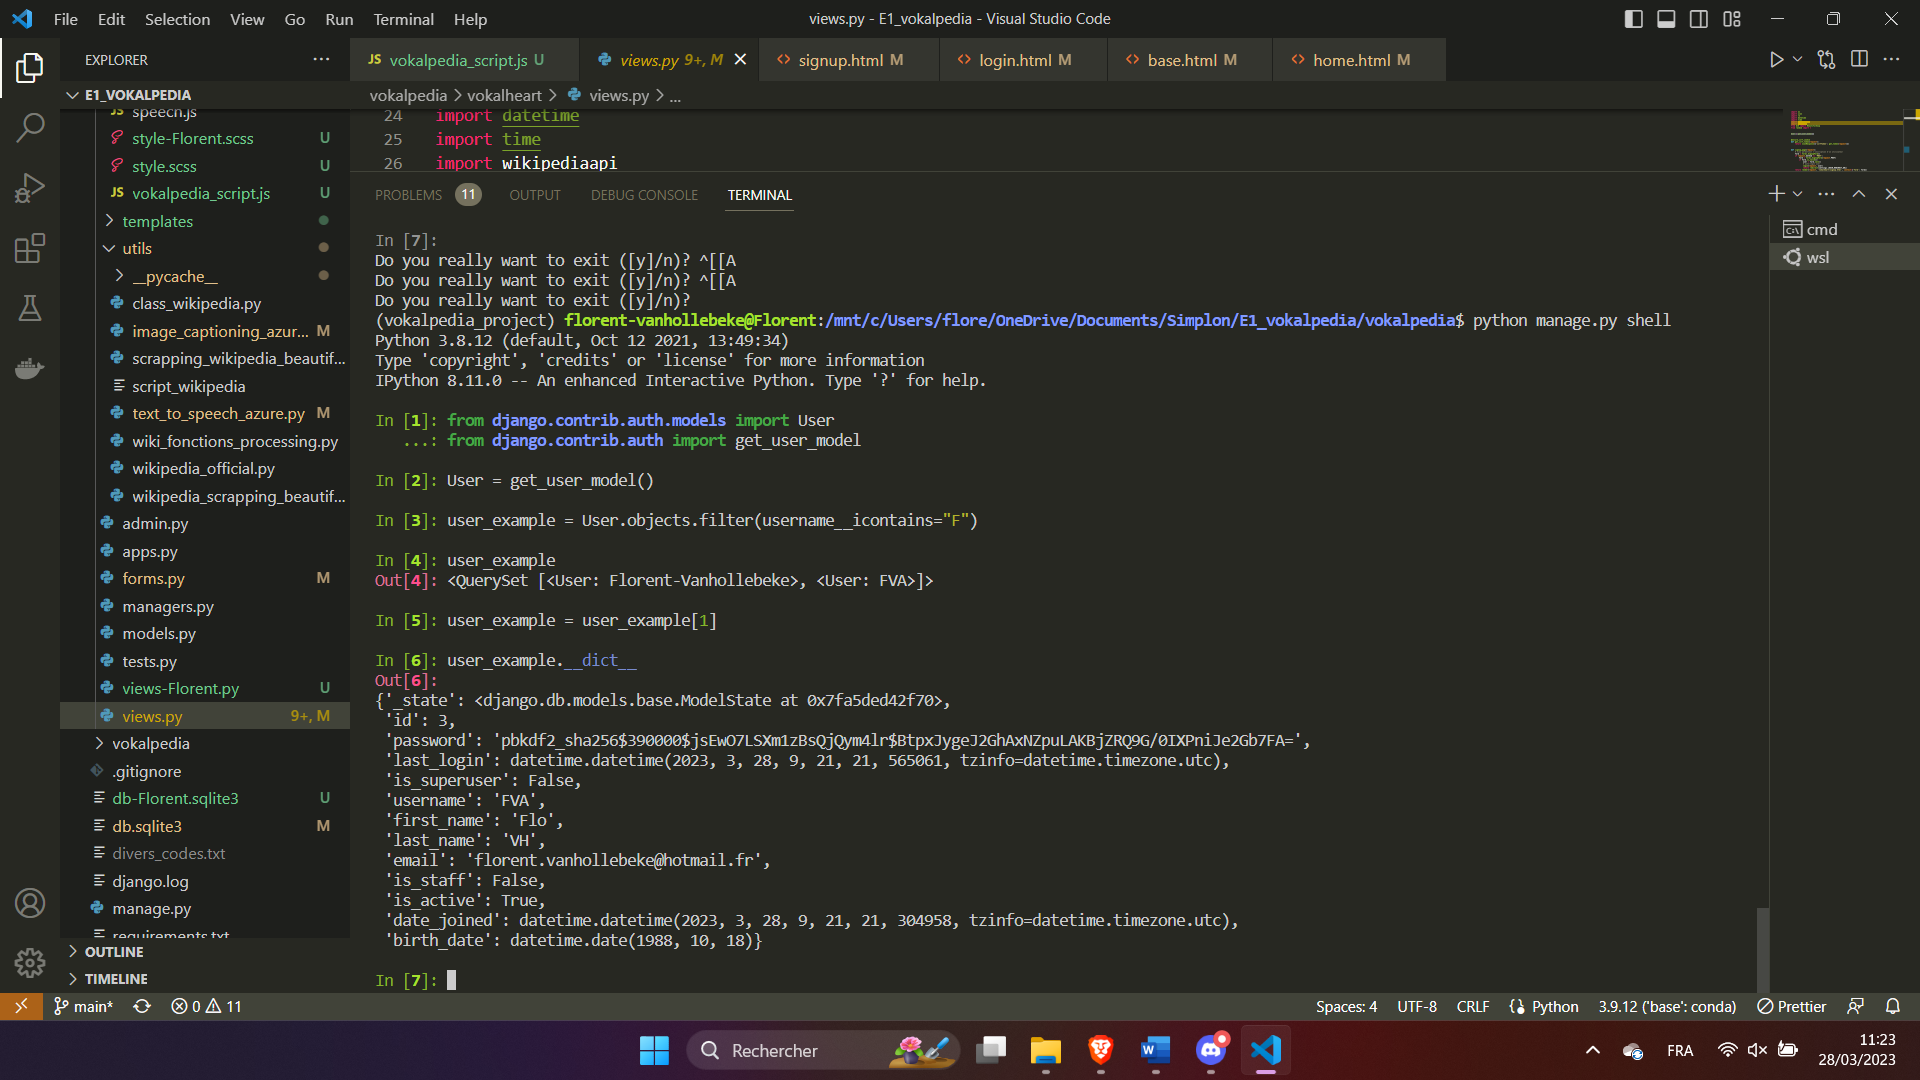 File Edit Selection View Go Run Terminal Help
views.py - E1_vokalpedia - Visual Studio Code
EXPLORER
JS vokalpedia_script.js U
views.py 9+, M
signup.html M
login.html M
base.html M
home.html M
E1_VOKALPEDIA
vokalpedia > vokalheart > views.py > ...
speech.js
style-Florent.scss U
style.scss U
JS vokalpedia_script.js U
templates
utils
__pycache__
class_wikipedia.py
image_captioning_azur... M
scrapping_wikipedia_beautif...
script_wikipedia
text_to_speech_azure.py M
wiki_fonctions_processing.py
wikipedia_official.py
wikipedia_scrapping_beautif...
admin.py
apps.py
forms.py M
managers.py
models.py
tests.py
views-Florent.py U
views.py 9+, M
vokalpedia
.gitignore
db-Florent.sqlite3 U
db.sqlite3 M
divers_codes.txt
django.log
manage.py
requirements.txt
OUTLINE
TIMELINE
24 import datetime
25 import time
26 import wikipediaapi
PROBLEMS 11 OUTPUT DEBUG CONSOLE TERMINAL
cmd
wsl
In [7]:
Do you really want to exit ([y]/n)? ^[[A
Do you really want to exit ([y]/n)? ^[[A
Do you really want to exit ([y]/n)?
(vokalpedia_project) florent-vanhollebeke@Florent:/mnt/c/Users/flore/OneDrive/Documents/Simplon/E1_vokalpedia/vokalpedia$ python manage.py shell
Python 3.8.12 (default, Oct 12 2021, 13:49:34)
Type 'copyright', 'credits' or 'license' for more information
IPython 8.11.0 -- An enhanced Interactive Python. Type '?' for help.
In [1]: from django.contrib.auth.models import User
...: from django.contrib.auth import get_user_model
In [2]: User = get_user_model()
In [3]: user_example = User.objects.filter(username__icontains="F")
In [4]: user_example
Out[4]: <QuerySet [<User: Florent-Vanhollebeke>, <User: FVA>]>
In [5]: user_example = user_example[1]
In [6]: user_example.__dict__
Out[6]:
{'_state': <django.db.models.base.ModelState at 0x7fa5ded42f70>,
'id': 3,
'password': 'pbkdf2_sha256$390000$jsEwO7LSXm1zBsQjQym4lr$BtpxJygeJ2GhAxNZpuLAKBjZRQ9G/0IXPniJe2Gb7FA=',
'last_login': datetime.datetime(2023, 3, 28, 9, 21, 21, 565061, tzinfo=datetime.timezone.utc),
'is_superuser': False,
'username': 'FVA',
'first_name': 'Flo',
'last_name': 'VH',
'email': 'florent.vanhollebeke@hotmail.fr',
'is_staff': False,
'is_active': True,
'date_joined': datetime.datetime(2023, 3, 28, 9, 21, 21, 304958, tzinfo=datetime.timezone.utc),
'birth_date': datetime.date(1988, 10, 18)}
In [7]:
main* 0 11
Spaces: 4 UTF-8 CRLF Python 3.9.12 ('base': conda) Prettier
Rechercher
FRA
11:23
28/03/2023